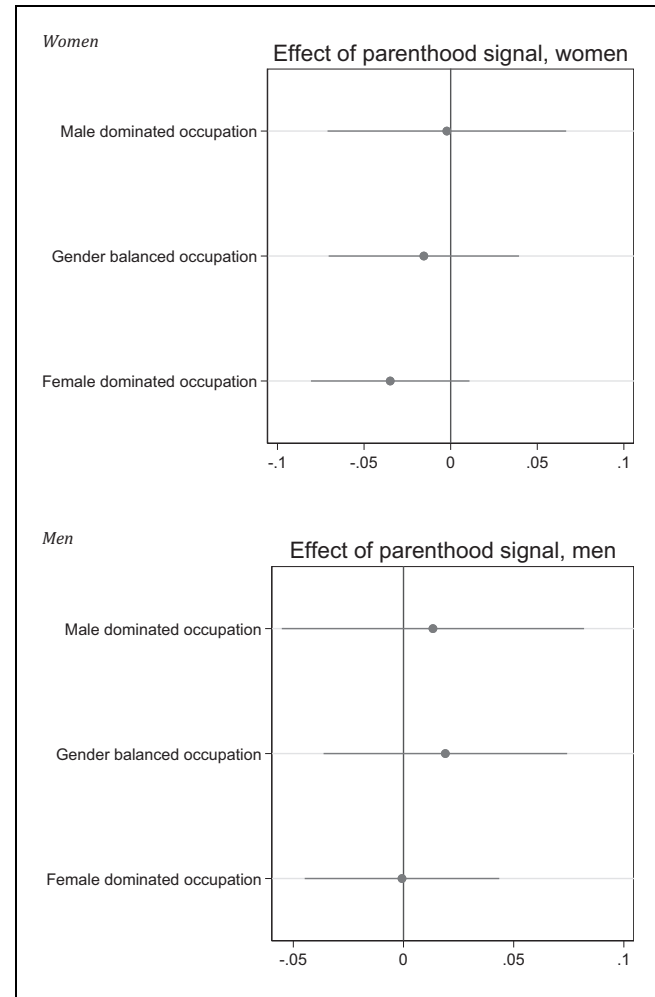 Women
Effect of parenthood signal, women
Male dominated occupation
Gender balanced occupation
Female dominated occupation
-.1 -.05 0 .05 .1
Men
Effect of parenthood signal, men
Male dominated occupation
Gender balanced occupation
Female dominated occupation
-.05 0 .05 .1